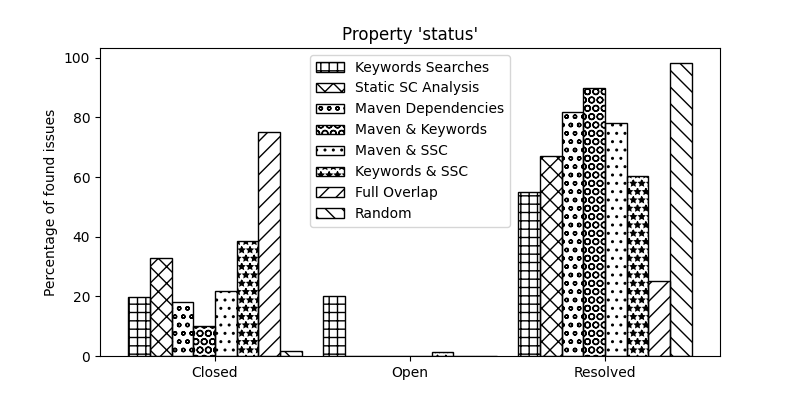 Property 'status'
100
80
60
40
20
0
Percentage of found issues
Keywords Searches
Static SC Analysis
Maven Dependencies
Maven & Keywords
Maven & SSC
Keywords & SSC
Full Overlap
Random
Closed
Open
Resolved